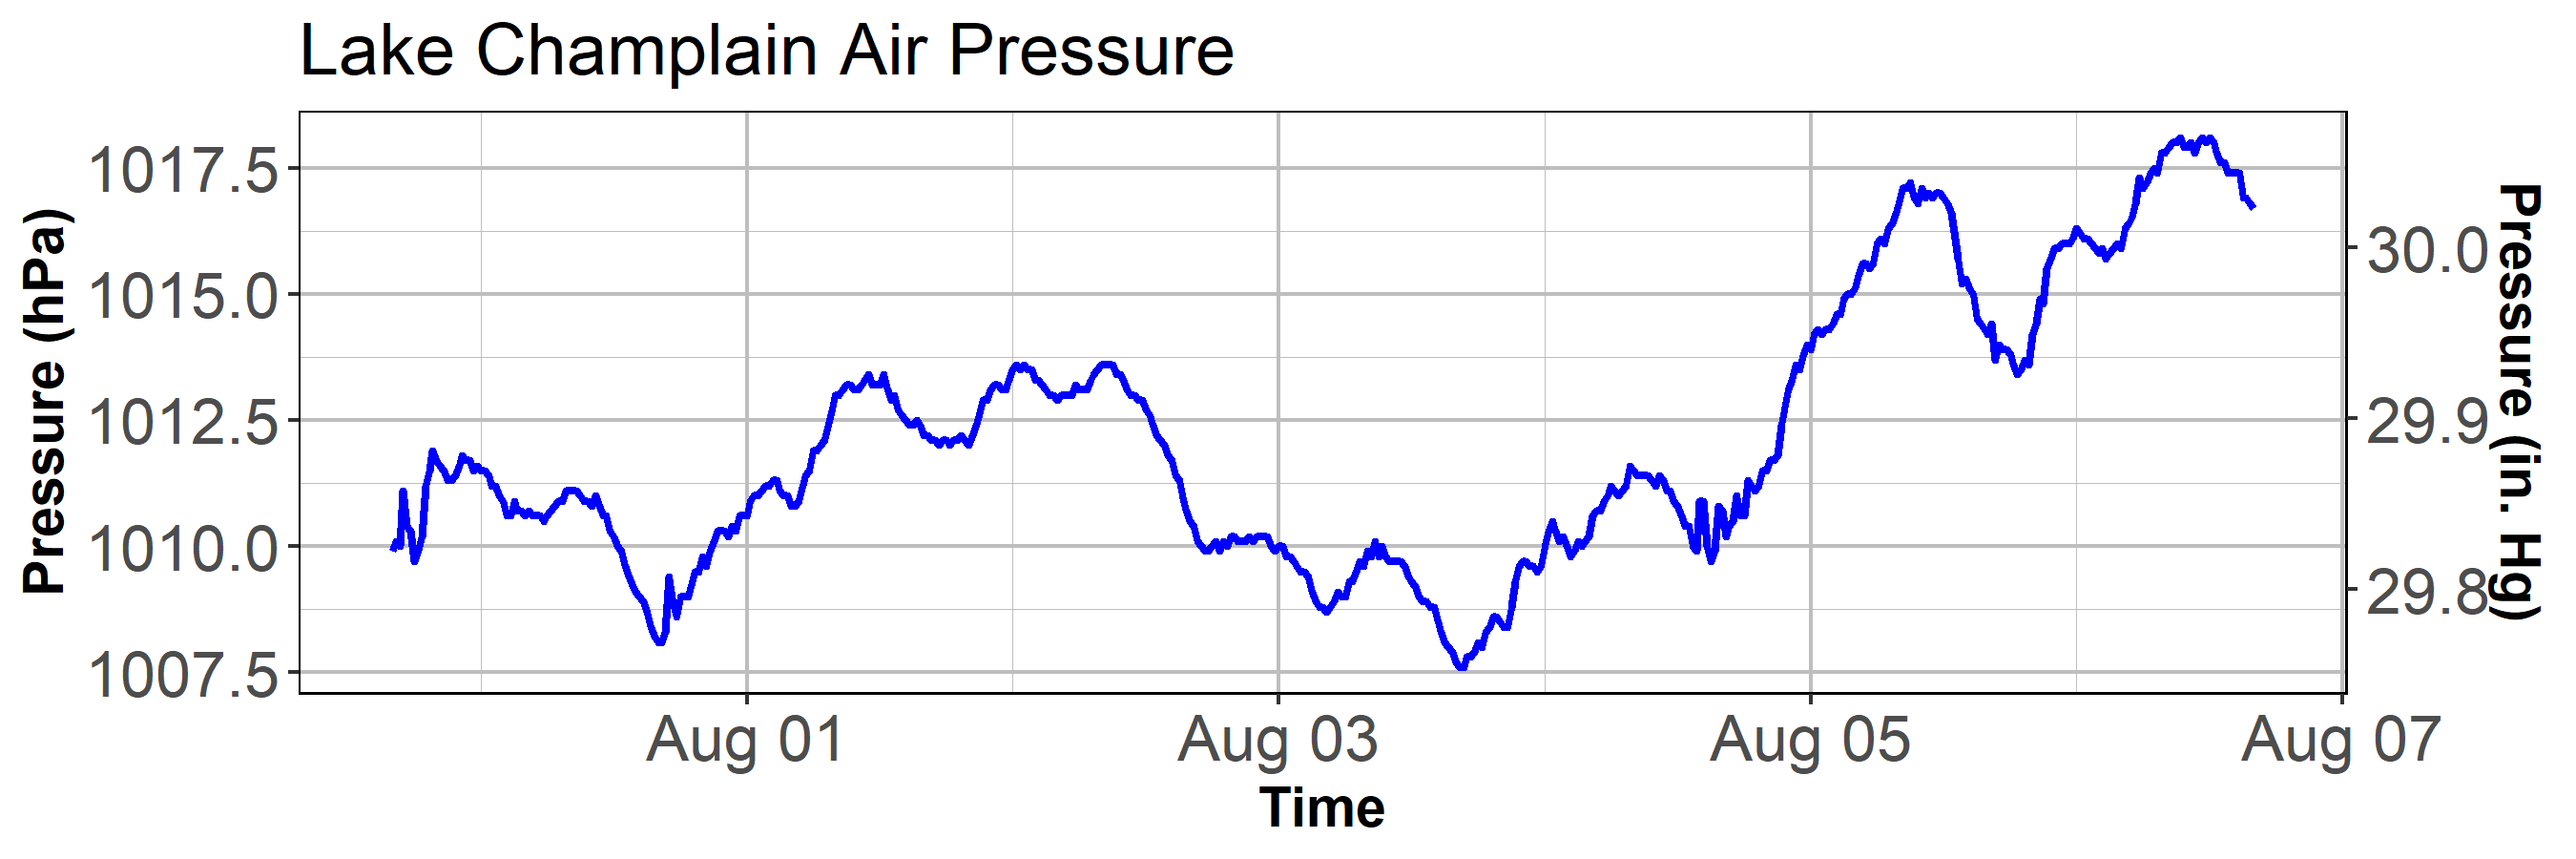 Lake Champlain Air Pressure
Pressure (hPa)
1017.5
1015.0
1012.5
1010.0
1007.5
30.0
29.9
29.8
Pressure (in. Hg)
Aug 01 Aug 03 Aug 05 Aug 07
Time